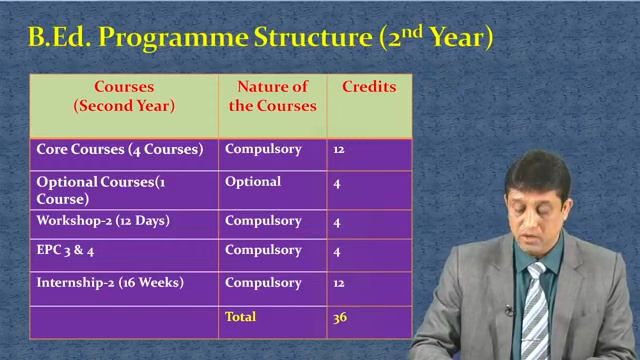 B.Ed. Programme Structure (2nd Year)
Courses Nature of Credits
(Second Year) the Courses
Core Courses (4 Courses) Compulsory 12
Optional Courses(1 Optional 4
Course)
Workshop-2 (12 Days) Compulsory 4
EPC 3 & 4 Compulsory 4
Internship-2 (16 Weeks) Compulsory 12
Total 36